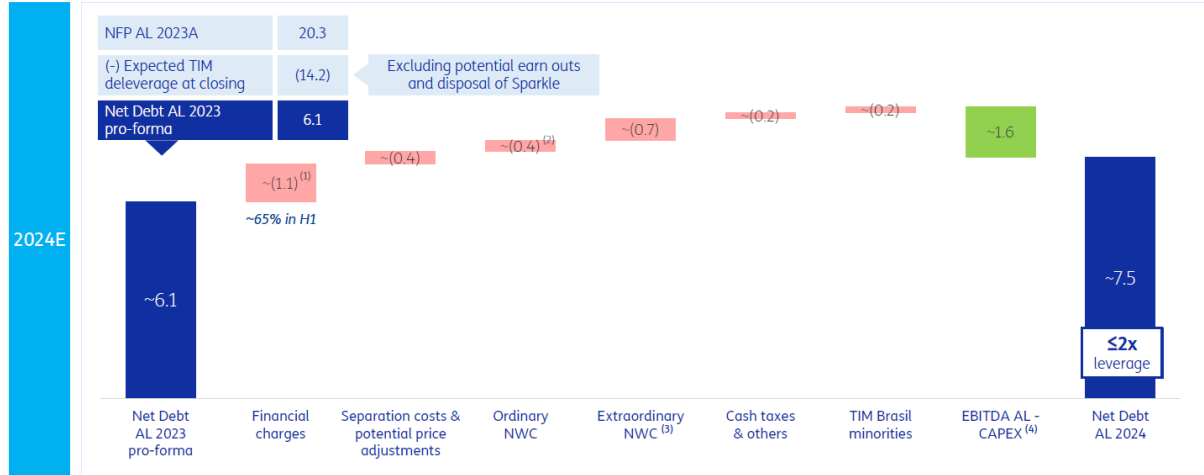 2024E
NFP AL 2023A 20.3
(-) Expected TIM
deleverage at closing (14.2)
Excluding potential earn outs
and disposal of Sparkle
Net Debt AL 2023
pro-forma 6.1
~6.1
~(1.1) (1)
~65% in H1
~(0.4)
~(0.4) (2)
~(0.7)
~(0.2)
~(0.2)
~1.6
~7.5
≤2x
leverage
Net Debt
AL 2023
pro-forma
Financial
charges
Separation costs &
potential price
adjustments
Ordinary
NWC
Extraordinary
NWC (3)
Cash taxes
& others
TIM Brasil
minorities
EBITDA AL -
CAPEX (4)
Net Debt
AL 2024